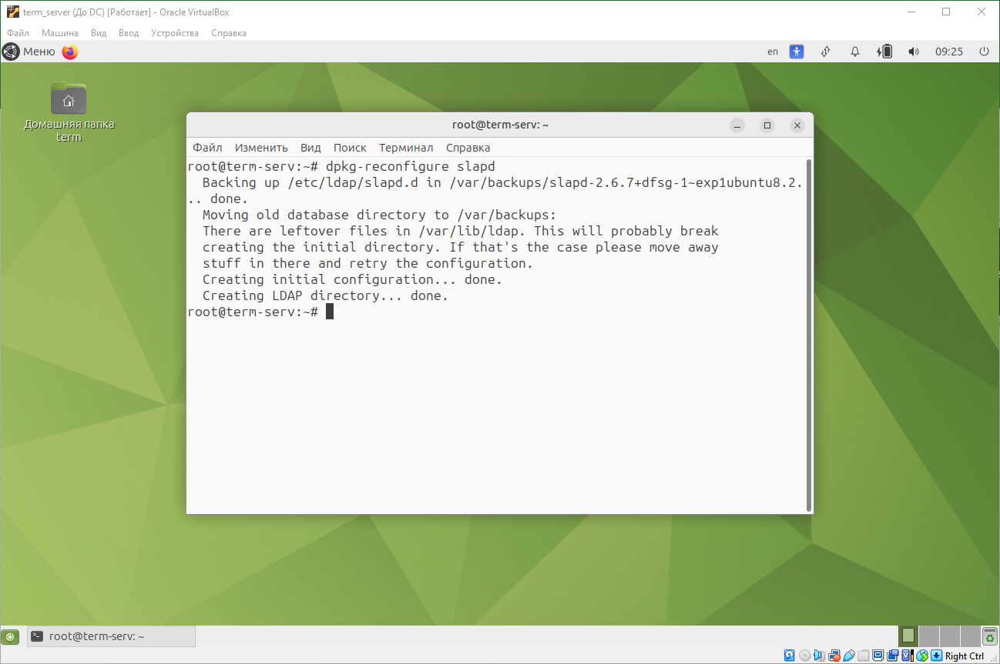 term_server (До DC) [Работает] - Oracle VirtualBox
Файл Машина Вид Ввод Устройства Справка
Меню en 09:25
Домашняя папка
term
root@term-serv: ~
Файл Изменить Вид Поиск Терминал Справка
root@term-serv:~# dpkg-reconfigure slapd
Backing up /etc/ldap/slapd.d in /var/backups/slapd-2.6.7+dfsg-1~exp1ubuntu8.2.
.. done.
Moving old database directory to /var/backups:
There are leftover files in /var/lib/ldap. This will probably break
creating the initial directory. If that's the case please move away
stuff in there and retry the configuration.
Creating initial configuration... done.
Creating LDAP directory... done.
root@term-serv:~#
root@term-serv: ~
Right Ctrl